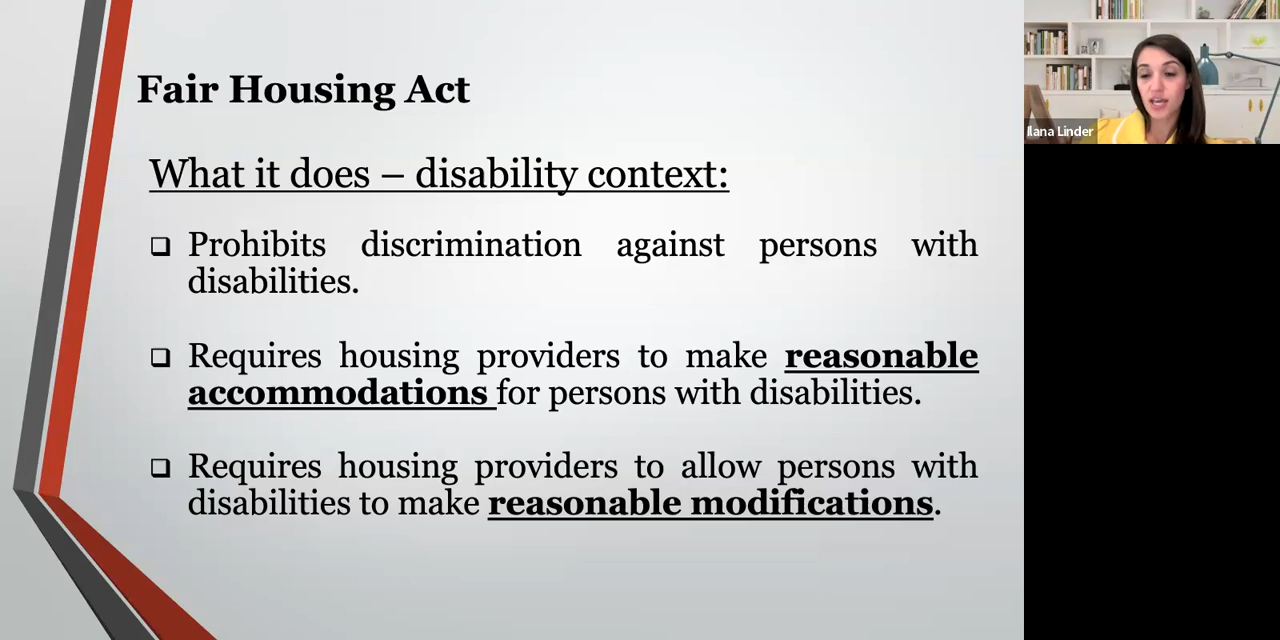 Fair Housing Act
What it does – disability context:
❑ Prohibits discrimination against persons with
disabilities.
❑ Requires housing providers to make reasonable
accommodations for persons with disabilities.
❑ Requires housing providers to allow persons with
disabilities to make reasonable modifications.
Ilana Linder